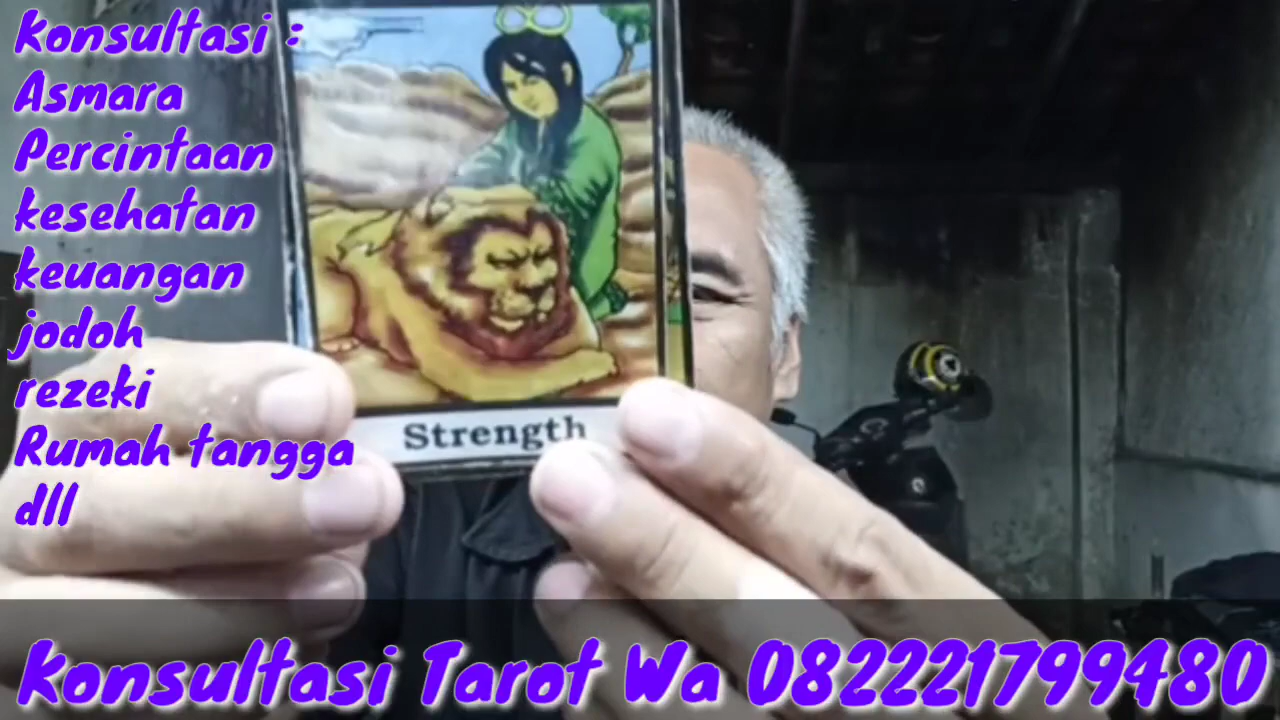 Konsultasi :
Asmara
Percintaan
kesehatan
keuangan
jodoh
rezeki
Rumah tangga
dll
Strength
Konsultasi Tarot Wa 082221799480